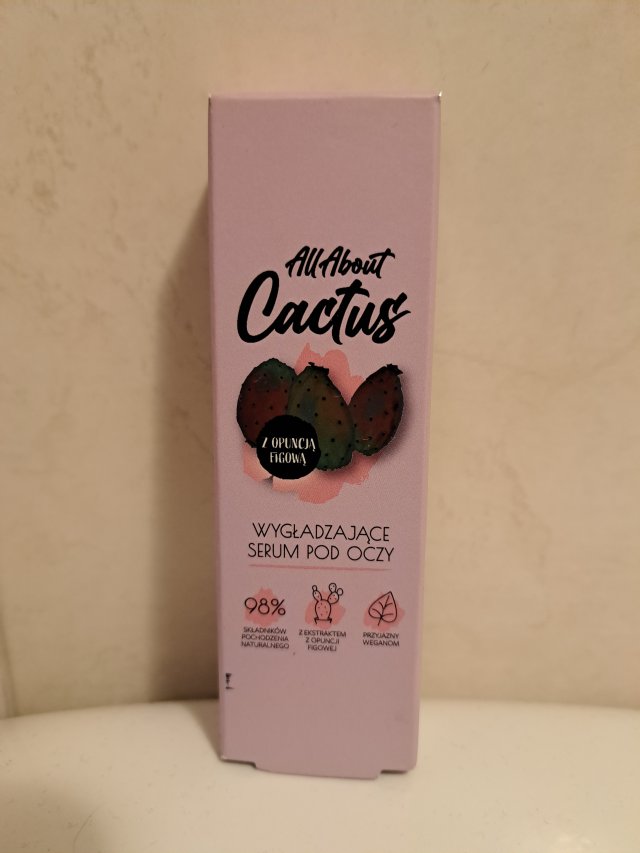 All About
Cactus
Z OPUNCJĄ
FIGOWĄ
WYGŁADZAJĄCE
SERUM POD OCZY
98%
SKŁADNIKÓW
POCHODZENIA
NATURALNEGO
Z EKSTRAKTEM
Z OPUNCJI
FIGOWEJ
PRZYJAZNY
WEGANOM